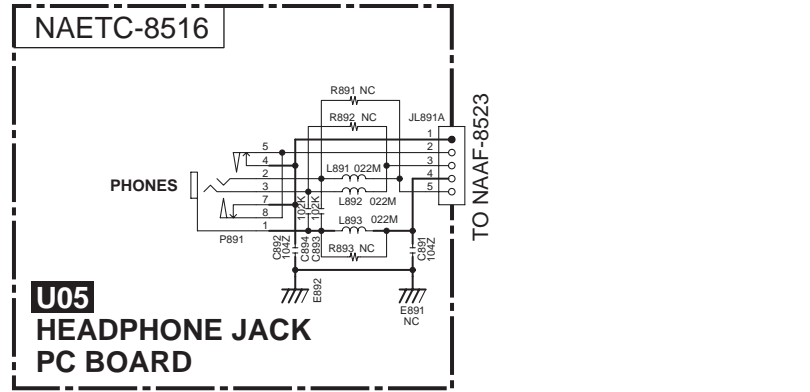 NAETC-8516
R891 NC
R892 NC
JL891A
1
2
3
4
5
TO NAAF-8523
5
4
2
3
7
8
1
PHONES
L891 022M
L892 022M
L893 022M
R893 NC
102K
102K
P891
C892
104Z
C894
C893
C891
104Z
E892
E891
NC
U05
HEADPHONE JACK
PC BOARD